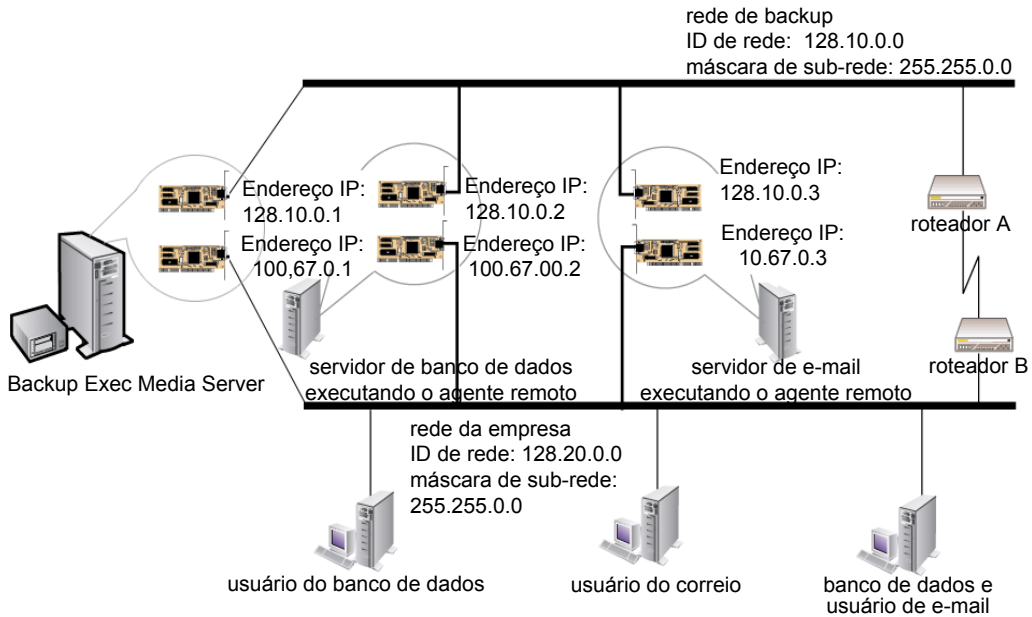 rede de backup
ID de rede: 128.10.0.0
máscara de sub-rede: 255.255.0.0
Endereço IP:
128.10.0.1
Endereço IP:
100,67.0.1
Endereço IP:
128.10.0.2
Endereço IP:
100.67.00.2
Endereço IP:
128.10.0.3
Endereço IP:
10.67.0.3
roteador A
roteador B
Backup Exec Media Server
servidor de banco de dados
executando o agente remoto
servidor de e-mail
executando o agente remoto
rede da empresa
ID de rede: 128.20.0.0
máscara de sub-rede:
255.255.0.0
usuário do banco de dados
usuário do correio
banco de dados e
usuário de e-mail